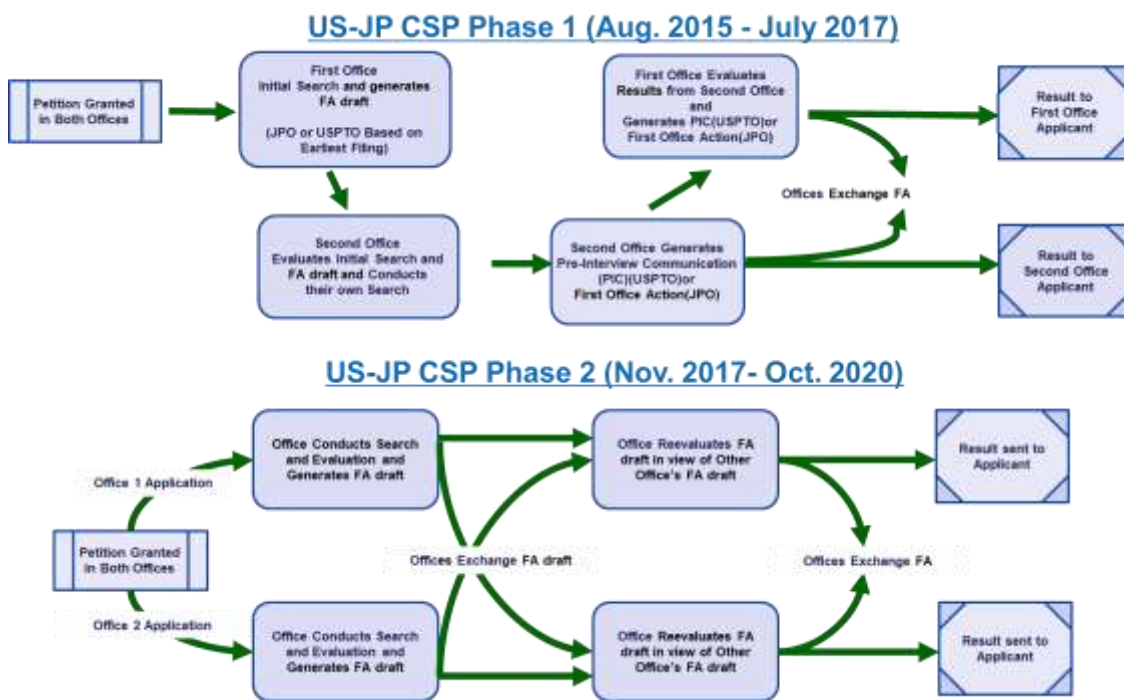 US-JP CSP Phase 1 (Aug. 2015 - July 2017)
Petition Granted
in Both Offices
First Office
Initial Search and generates
FA draft
(JPO or USPTO Based on
Earliest Filing)
Second Office
Evaluates Initial Search and
FA draft and Conducts
their own Search
First Office Evaluates
Results from Second Office
and
Generates PIC(USPTO)or
First Office Action(JPO)
Second Office Generates
Pre-Interview Communication
(PIC)(USPTO)or
First Office Action(JPO)
Offices Exchange FA
Result to
First Office
Applicant
Result to
Second Office
Applicant
US-JP CSP Phase 2 (Nov. 2017- Oct. 2020)
Office 1 Application
Petition Granted
in Both Offices
Office 2 Application
Office Conducts Search
and Evaluation and
Generates FA draft
Offices Exchange FA draft
Office Conducts Search
and Evaluation and
Generates FA draft
Office Reevaluates FA
draft in view of Other
Office's FA draft
Office Reevaluates FA
draft in view of Other
Office's FA draft
Offices Exchange FA
Result sent to
Applicant
Result sent to
Applicant